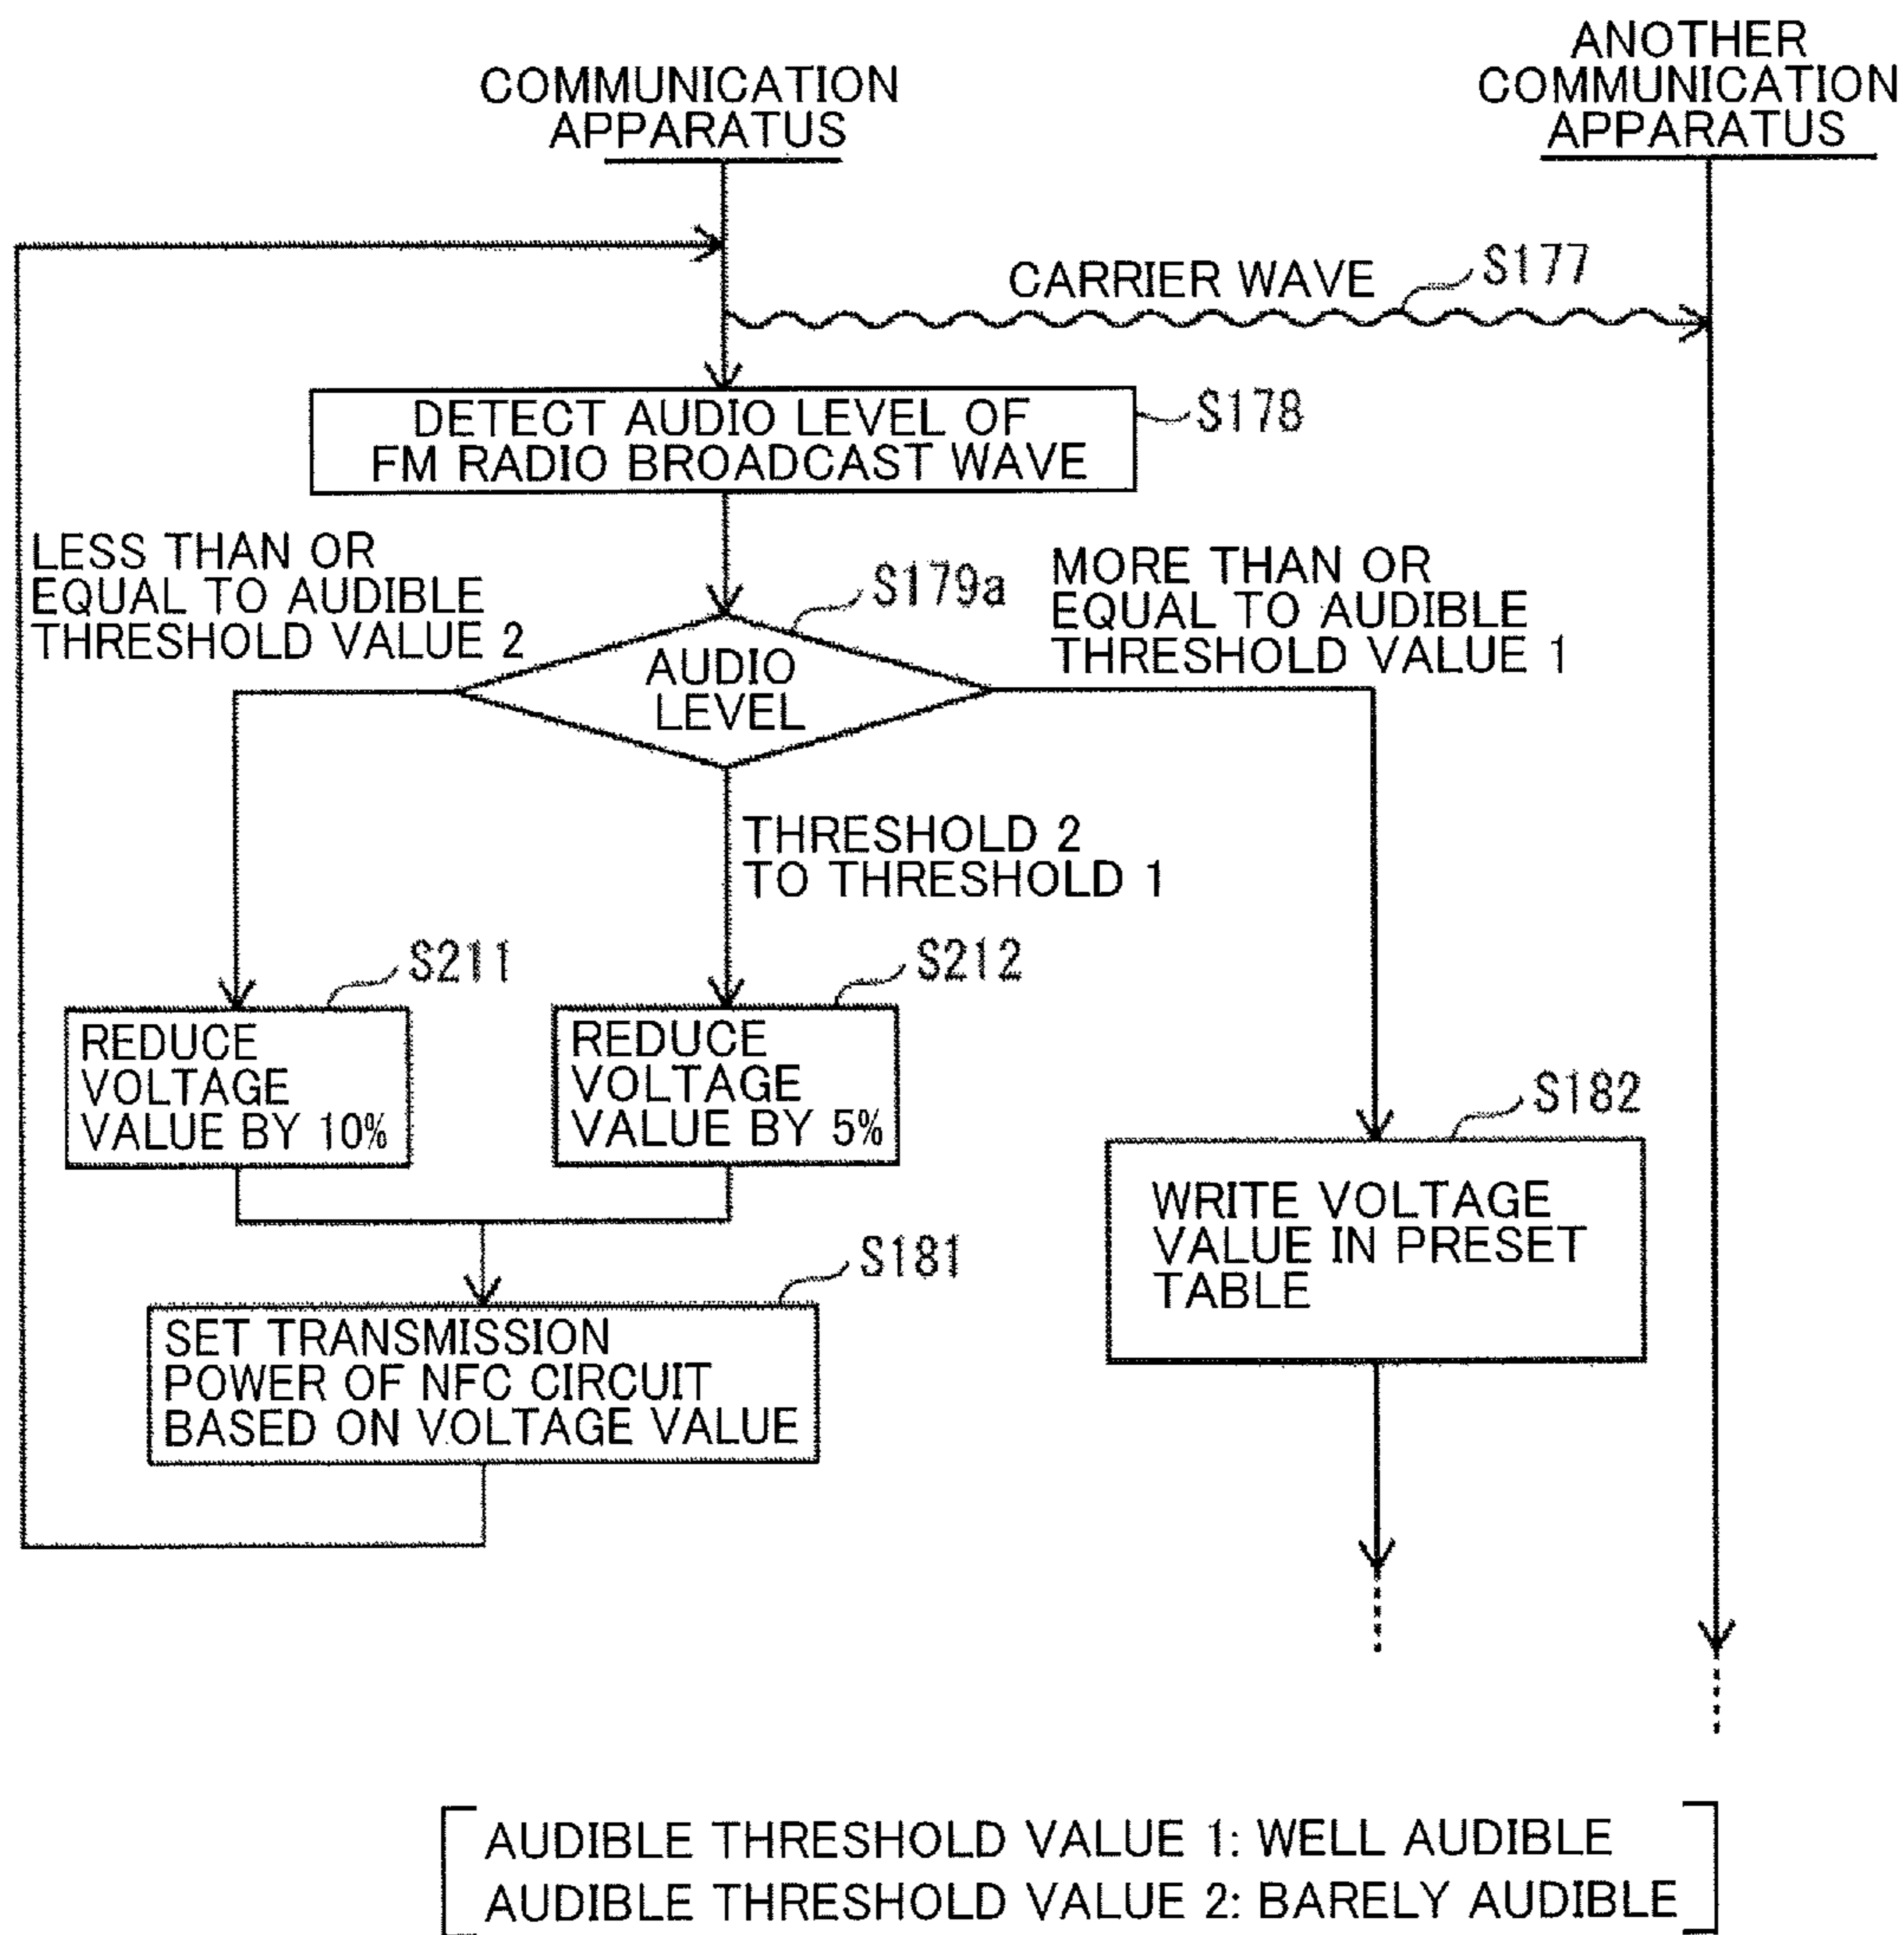 COMMUNICATION
APPARATUS
ANOTHER
COMMUNICATION
APPARATUS
CARRIER WAVE
S177
DETECT AUDIO LEVEL OF
FM RADIO BROADCAST WAVE
S178
LESS THAN OR
EQUAL TO AUDIBLE
THRESHOLD VALUE 2
S179a
MORE THAN OR
EQUAL TO AUDIBLE
THRESHOLD VALUE 1
AUDIO
LEVEL
THRESHOLD 2
TO THRESHOLD 1
S211
REDUCE
VOLTAGE
VALUE BY 10%
S212
REDUCE
VOLTAGE
VALUE BY 5%
S182
WRITE VOLTAGE
VALUE IN PRESET
TABLE
S181
SET TRANSMISSION
POWER OF NFC CIRCUIT
BASED ON VOLTAGE VALUE
AUDIBLE THRESHOLD VALUE 1: WELL AUDIBLE
AUDIBLE THRESHOLD VALUE 2: BARELY AUDIBLE